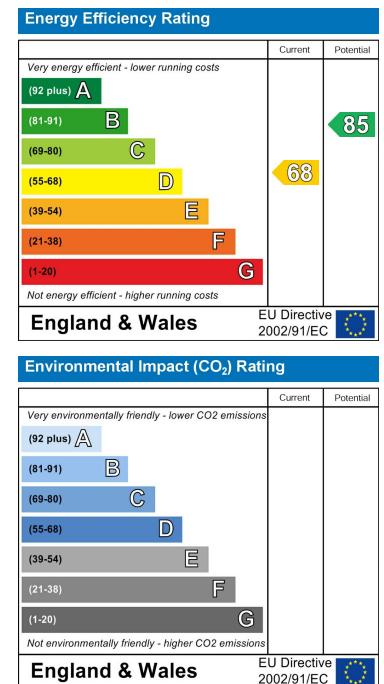 Energy Efficiency Rating
Current Potential
Very energy efficient - lower running costs
(92 plus) A
(81-91) B
85
(69-80) C
(55-68) D
68
(39-54) E
(21-38) F
(1-20) G
Not energy efficient - higher running costs
England & Wales
EU Directive
2002/91/EC
Environmental Impact (CO₂) Rating
Current Potential
Very environmentally friendly - lower CO2 emissions
(92 plus) A
(81-91) B
(69-80) C
(55-68) D
(39-54) E
(21-38) F
(1-20) G
Not environmentally friendly - higher CO2 emissions
England & Wales
EU Directive
2002/91/EC